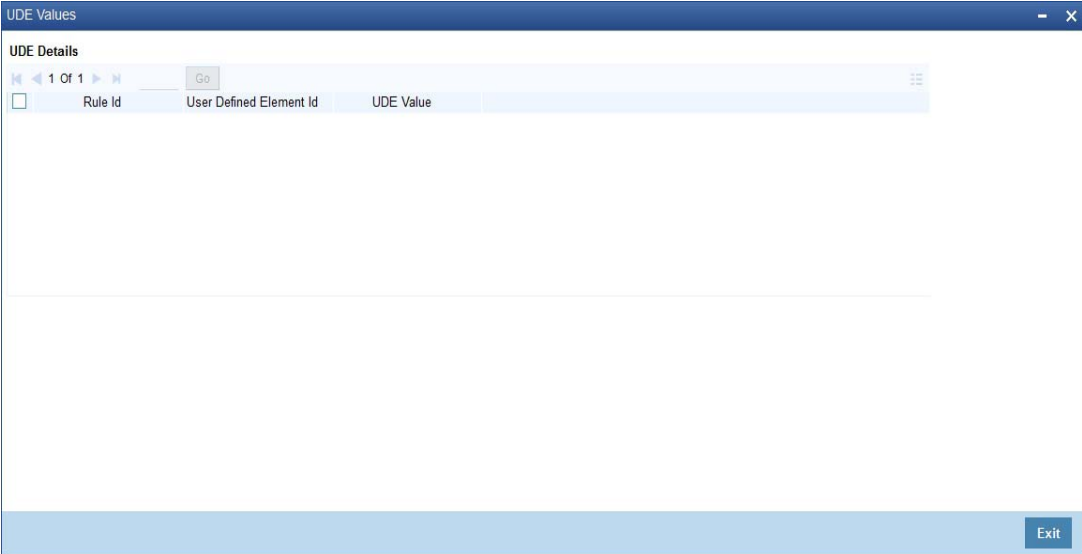 UDE Values
UDE Details
1 Of 1 Go
Rule Id User Defined Element Id UDE Value
Exit